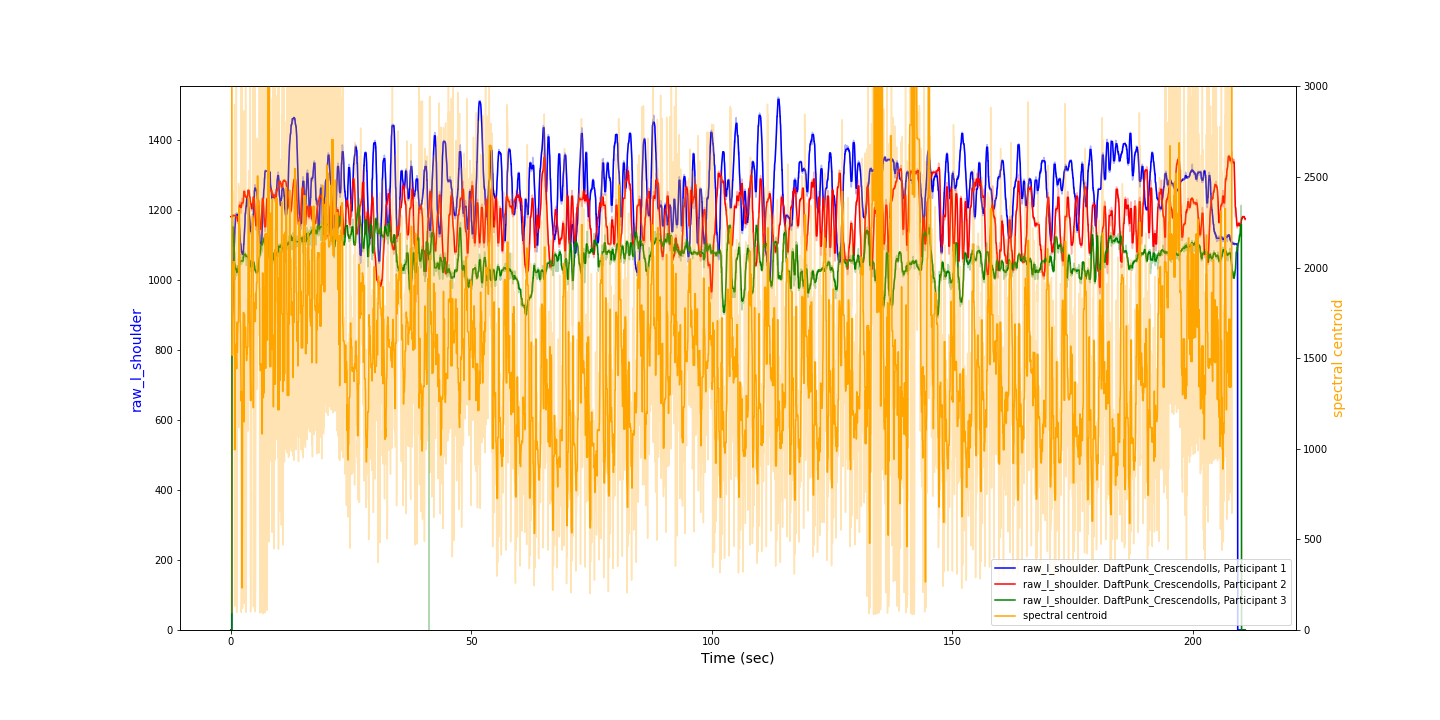 1400
1200
1000
800
600
400
200
0
raw_l_shoulder
3000
2500
2000
1500
1000
500
0
spectral centroid
raw_l_shoulder. DaftPunk_Crescendolls, Participant 1
raw_l_shoulder. DaftPunk_Crescendolls, Participant 2
raw_l_shoulder. DaftPunk_Crescendolls, Participant 3
spectral centroid
0 50 100 150 200
Time (sec)